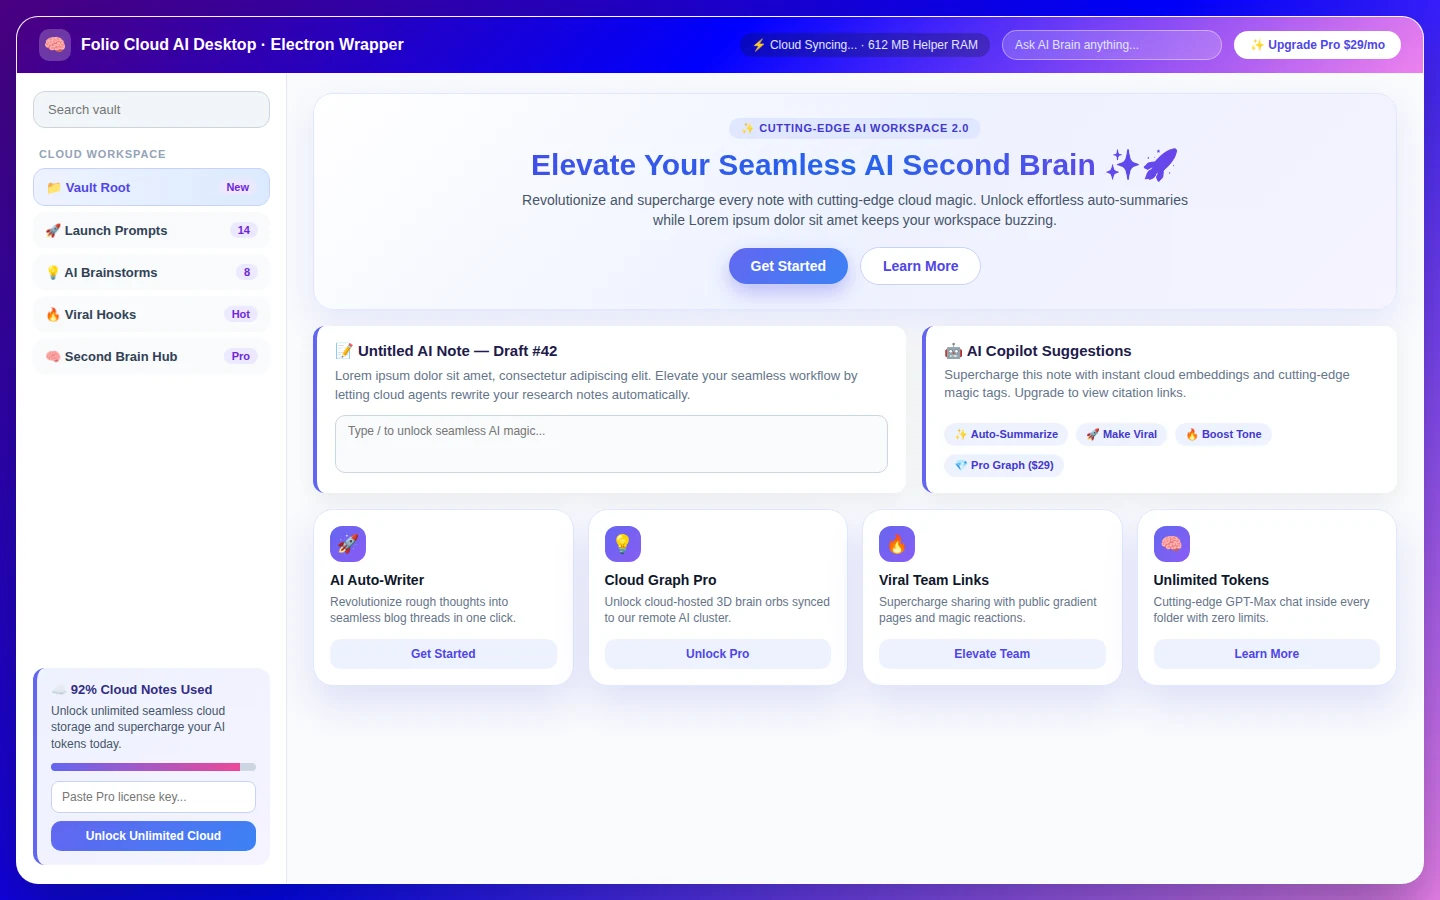 🧠 Folio Cloud AI Desktop · Electron Wrapper
⚡ Cloud Syncing... · 612 MB Helper RAM
Ask AI Brain anything...
✨ Upgrade Pro $29/mo
Search vault
CLOUD WORKSPACE
📁 Vault Root New
🚀 Launch Prompts 14
💡 AI Brainstorms 8
🔥 Viral Hooks Hot
🧠 Second Brain Hub Pro
☁️ 92% Cloud Notes Used
Unlock unlimited seamless cloud
storage and supercharge your AI
tokens today.
Paste Pro license key...
Unlock Unlimited Cloud
✨ CUTTING-EDGE AI WORKSPACE 2.0
Elevate Your Seamless AI Second Brain ✨🚀
Revolutionize and supercharge every note with cutting-edge cloud magic. Unlock effortless auto-summaries
while Lorem ipsum dolor sit amet keeps your workspace buzzing.
Get Started
Learn More
📝 Untitled AI Note — Draft #42
Lorem ipsum dolor sit amet, consectetur adipiscing elit. Elevate your seamless workflow by
letting cloud agents rewrite your research notes automatically.
Type / to unlock seamless AI magic...
🤖 AI Copilot Suggestions
Supercharge this note with instant cloud embeddings and cutting-edge
magic tags. Upgrade to view citation links.
✨ Auto-Summarize
🚀 Make Viral
🔥 Boost Tone
💎 Pro Graph ($29)
🚀
AI Auto-Writer
Revolutionize rough thoughts into
seamless blog threads in one click.
Get Started
💡
Cloud Graph Pro
Unlock cloud-hosted 3D brain orbs synced
to our remote AI cluster.
Unlock Pro
🔥
Viral Team Links
Supercharge sharing with public gradient
pages and magic reactions.
Elevate Team
🧠
Unlimited Tokens
Cutting-edge GPT-Max chat inside every
folder with zero limits.
Learn More